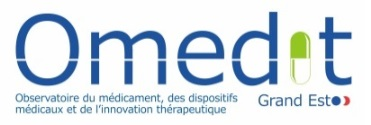 Omedit
Observatoire du médicament, des dispositifs
médicaux et de l'innovation thérapeutique
Grand Est